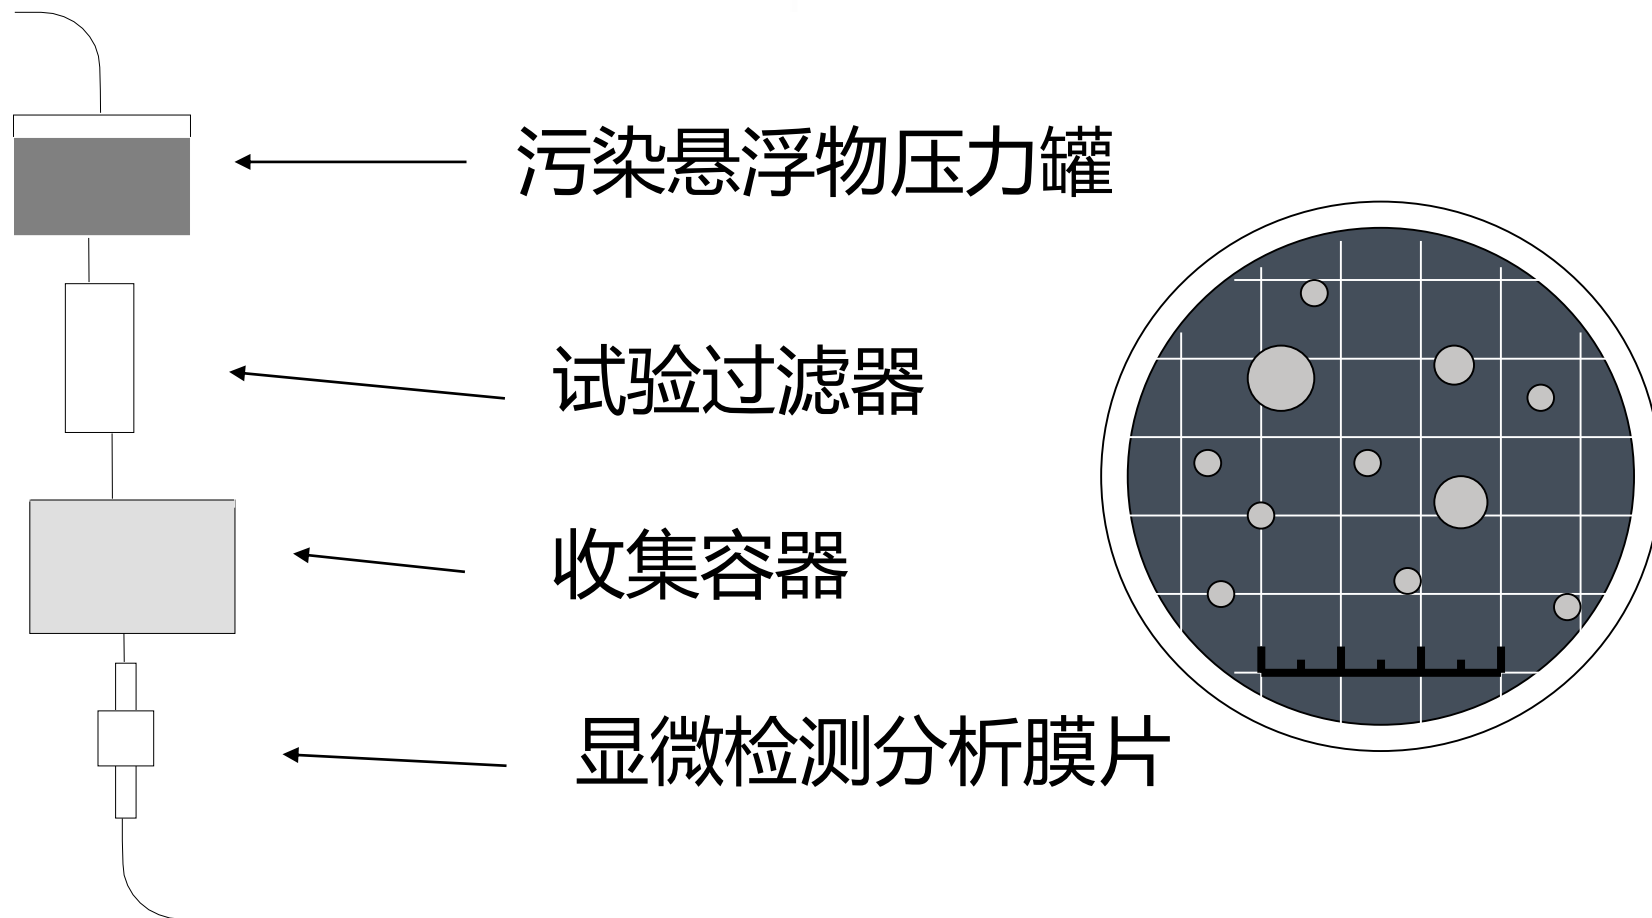 污染悬浮物压力罐
试验过滤器
收集容器
显微检测分析膜片